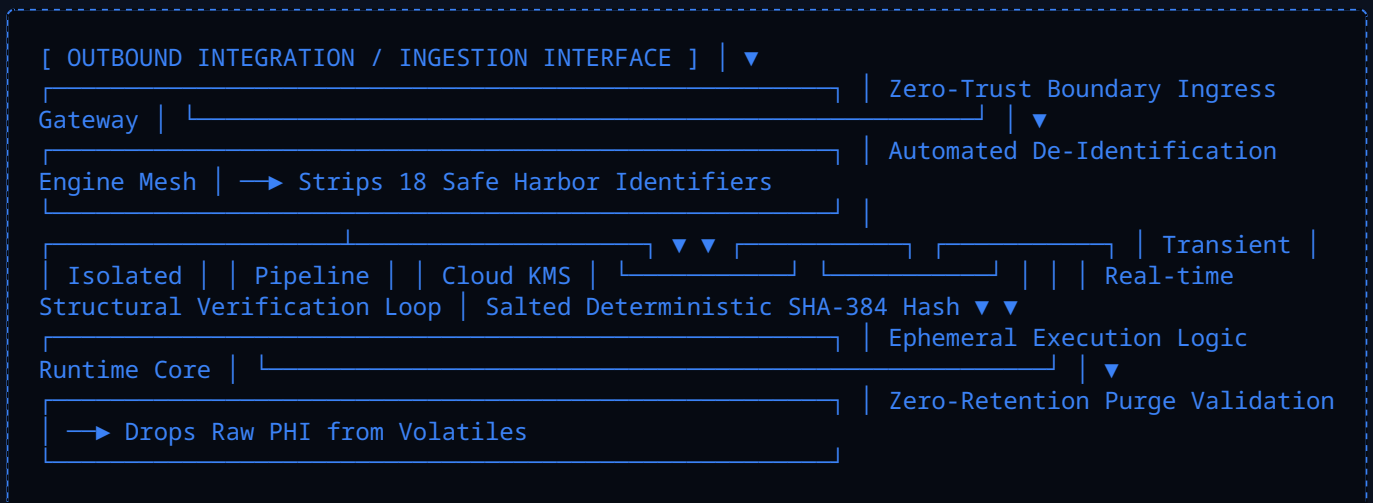 [ OUTBOUND INTEGRATION / INGESTION INTERFACE ] │ ▼
┌───────────────────────────────────────────────────────┐ │ Zero-Trust Boundary Ingress
Gateway │ └───────────────────────────────────────────────────────┘ │ ▼
┌───────────────────────────────────────────────────────┐ │ Automated De-Identification
Engine Mesh │ ──► Strips 18 Safe Harbor Identifiers
└───────────────────────────────────────────────────────┘ │
┌────────────────────┴────────────────────┐ ▼ ▼ ┌───────────┐ ┌───────────┐ │ Transient │
│ Isolated │ │ Pipeline │ │ Cloud KMS │ └───────────┘ └───────────┘ │ │ │ Real-time
Structural Verification Loop │ Salted Deterministic SHA-384 Hash ▼ ▼
┌───────────────────────────────────────────────────────┐ │ Ephemeral Execution Logic
Runtime Core │ └───────────────────────────────────────────────────────┘ │ ▼
┌───────────────────────────────────────────────────────┐ │ Zero-Retention Purge Validation
│ ──► Drops Raw PHI from Volatiles
└───────────────────────────────────────────────────────┘